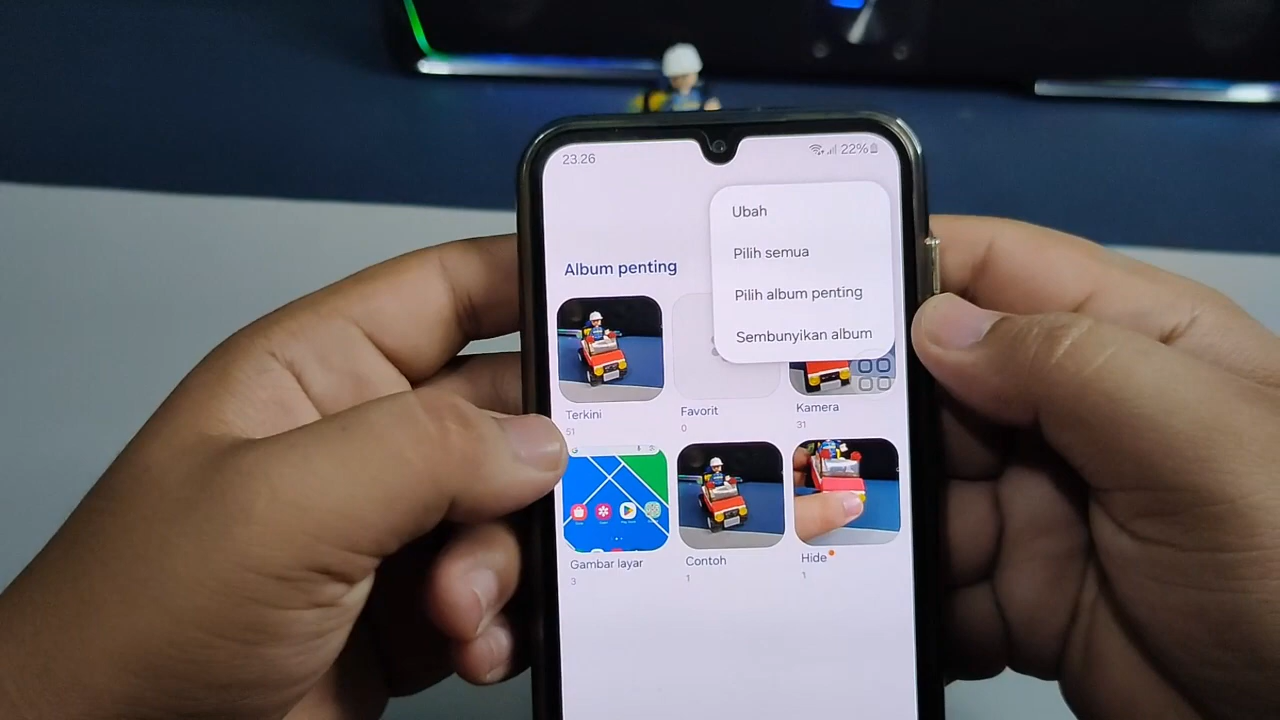 23.26
22%
Ubah
Pilih semua
Pilih album penting
Sembunyikan album
Album penting
Terkini
51
Favorit
0
Kamera
31
Gambar layar
3
Contoh
1
Hide
1